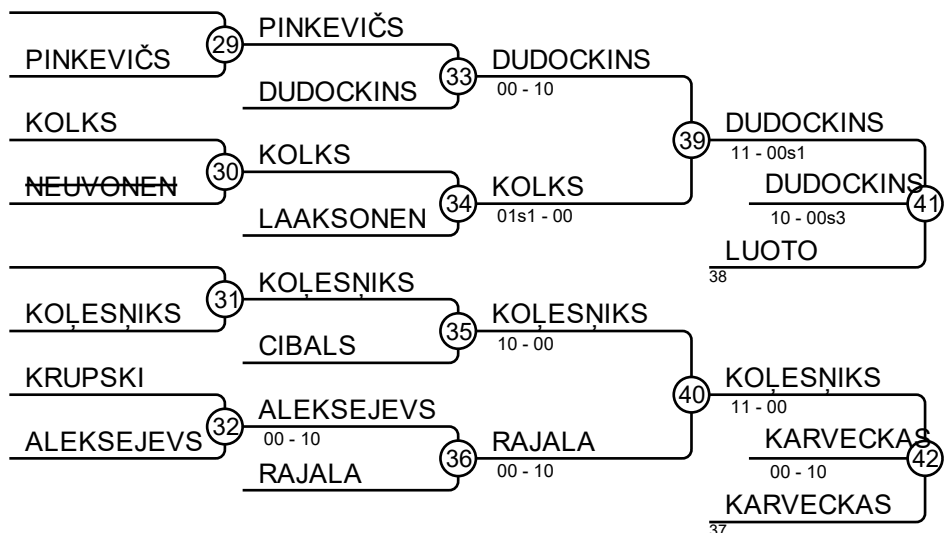 PINKEVIČS
29
PINKEVIČS
33
DUDOCKINS
DUDOCKINS
00 - 10
KOLKS
NEUVONEN
30
KOLKS
34
LAAKSONEN
KOLKS
01s1 - 00
39
DUDOCKINS
11 - 00s1
DUDOCKINS
10 - 00s3
41
LUOTO
38
KOĻESŅIKS
31
KOĻESŅIKS
35
CIBALS
KOĻESŅIKS
10 - 00
KRUPSKI
ALEKSEJEVS
32
ALEKSEJEVS
00 - 10
36
RAJALA
RAJALA
00 - 10
40
KOĻESŅIKS
11 - 00
KARVECKAS
00 - 10
42
KARVECKAS
37